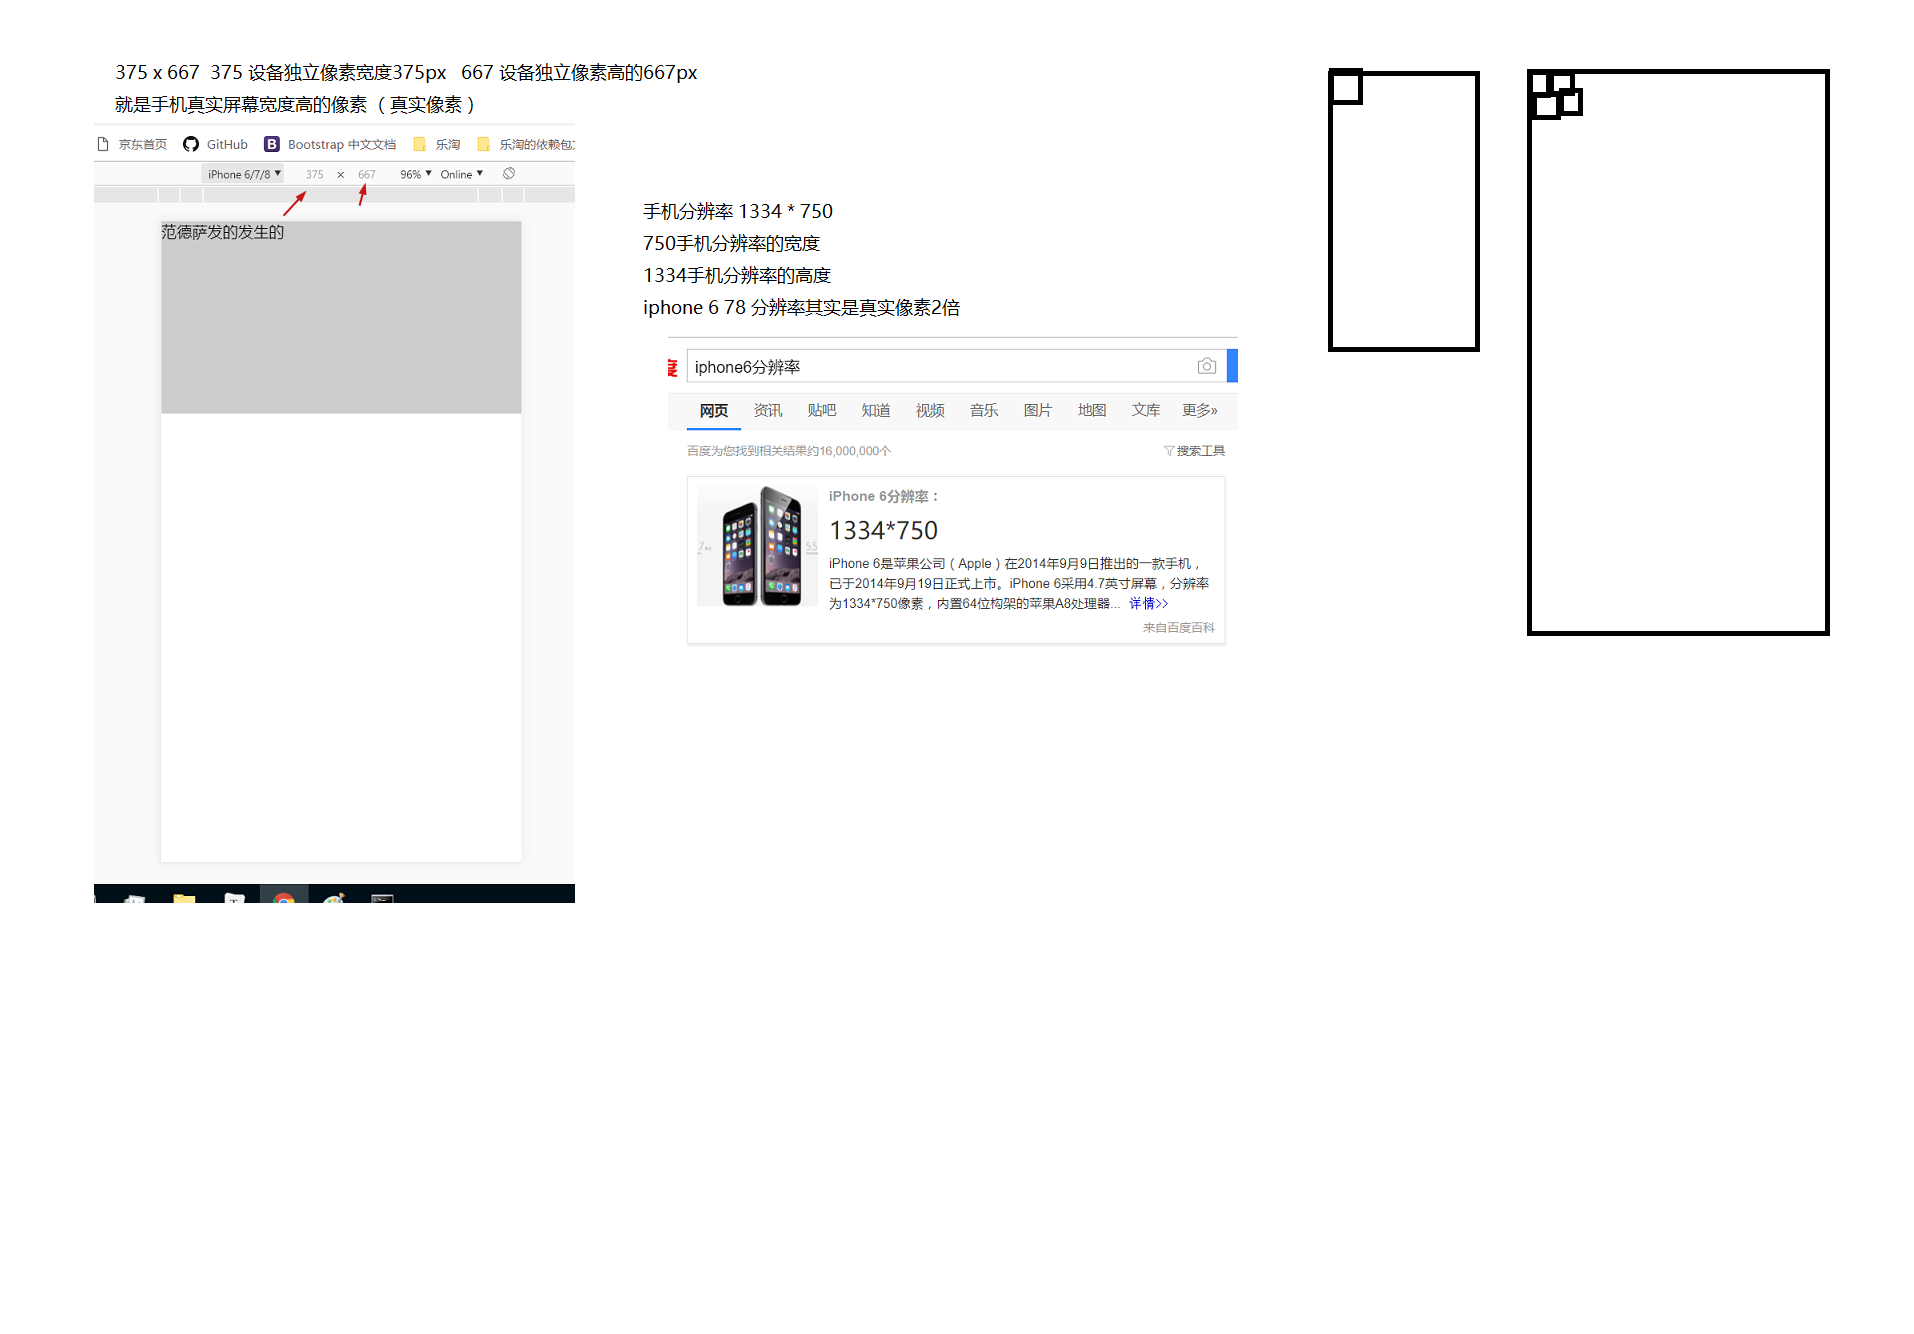 375 x 667  375 设备独立像素宽度375px   667 设备独立像素高的667px
就是手机真实屏幕宽度高的像素 （ 真实像素 ）
京东首页 GitHub B Bootstrap 中文文档 乐淘 乐淘的依赖包
iPhone 6/7/8 ▼ 375 × 667 96% ▼ Online ▼
范德萨发的发生的
手机分辨率 1334 * 750
750手机分辨率的宽度
1334手机分辨率的高度
iphone 6 78 分辨率其实是真实像素2倍
iphone6分辨率
网页 资讯 贴吧 知道 视频 音乐 图片 地图 文库 更多»
百度为您找到相关结果约16,000,000个 搜索工具
iPhone 6分辨率：
1334*750
iPhone 6是苹果公司（Apple）在2014年9月9日推出的一款手机，
已于2014年9月19日正式上市。iPhone 6采用4.7英寸屏幕，分辨率
为1334*750像素，内置64位构架的苹果A8处理器... 详情>>
来自百度百科